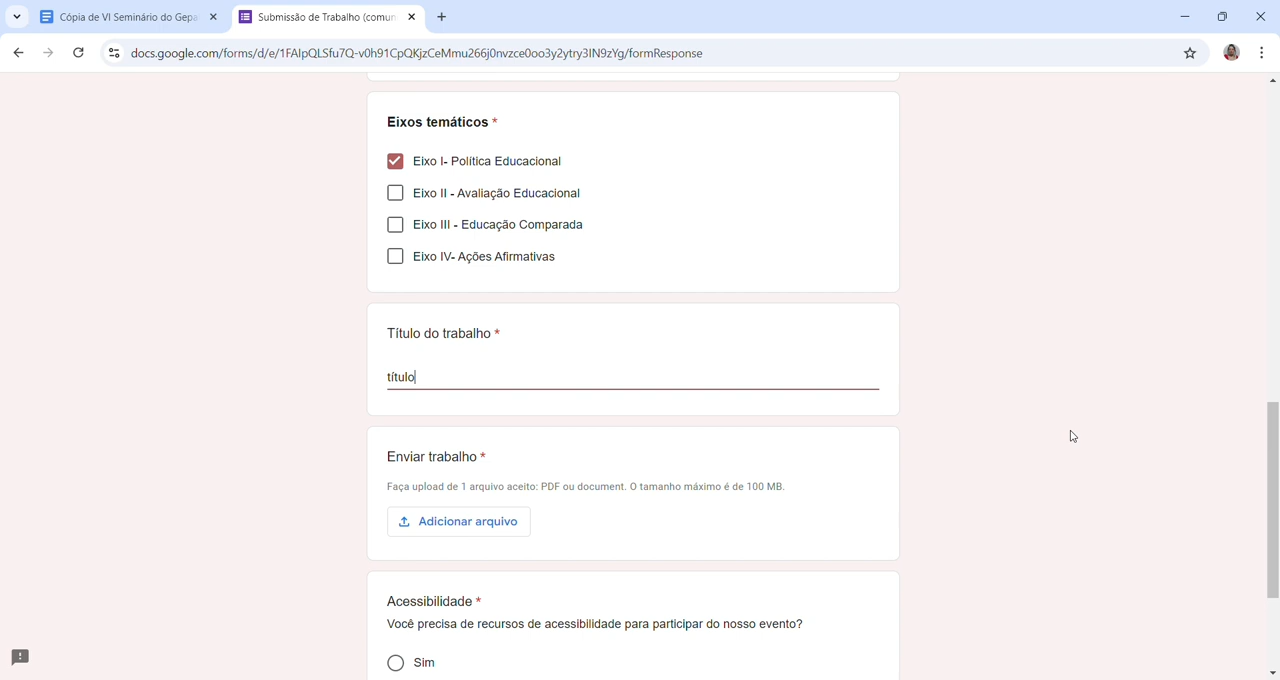 Cópia de VI Seminário do Gepa
Submissão de Trabalho (comun
docs.google.com/forms/d/e/1FAIpQLSfu7Q-v0h91CpQKjzCeMmu266j0nvzce0oo3y2ytry3IN9zYg/formResponse
Eixos temáticos *
Eixo I- Política Educacional
Eixo II - Avaliação Educacional
Eixo III - Educação Comparada
Eixo IV- Ações Afirmativas
Título do trabalho *
título
Enviar trabalho *
Faça upload de 1 arquivo aceito: PDF ou document. O tamanho máximo é de 100 MB.
Adicionar arquivo
Acessibilidade *
Você precisa de recursos de acessibilidade para participar do nosso evento?
Sim